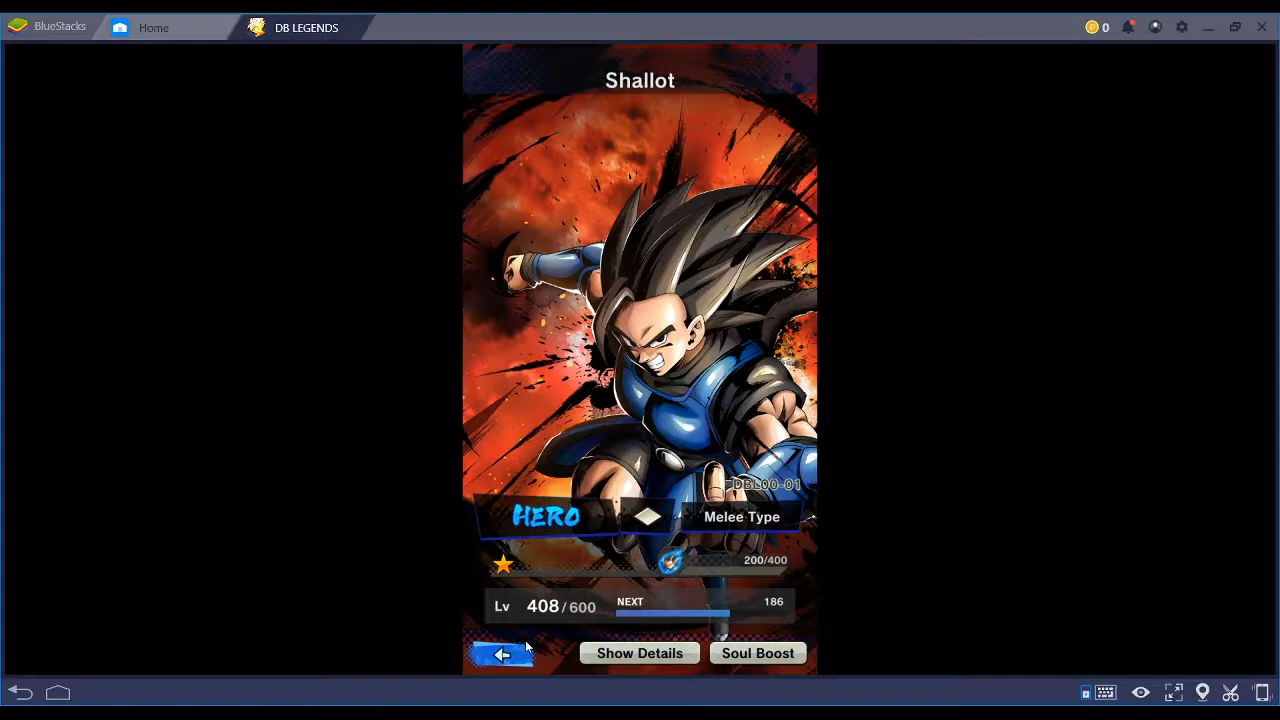 BlueStacks Home DB LEGENDS 0
Shallot
DBL00-01
HERO Melee Type
200/400
Lv 408/600 NEXT 186
Show Details Soul Boost